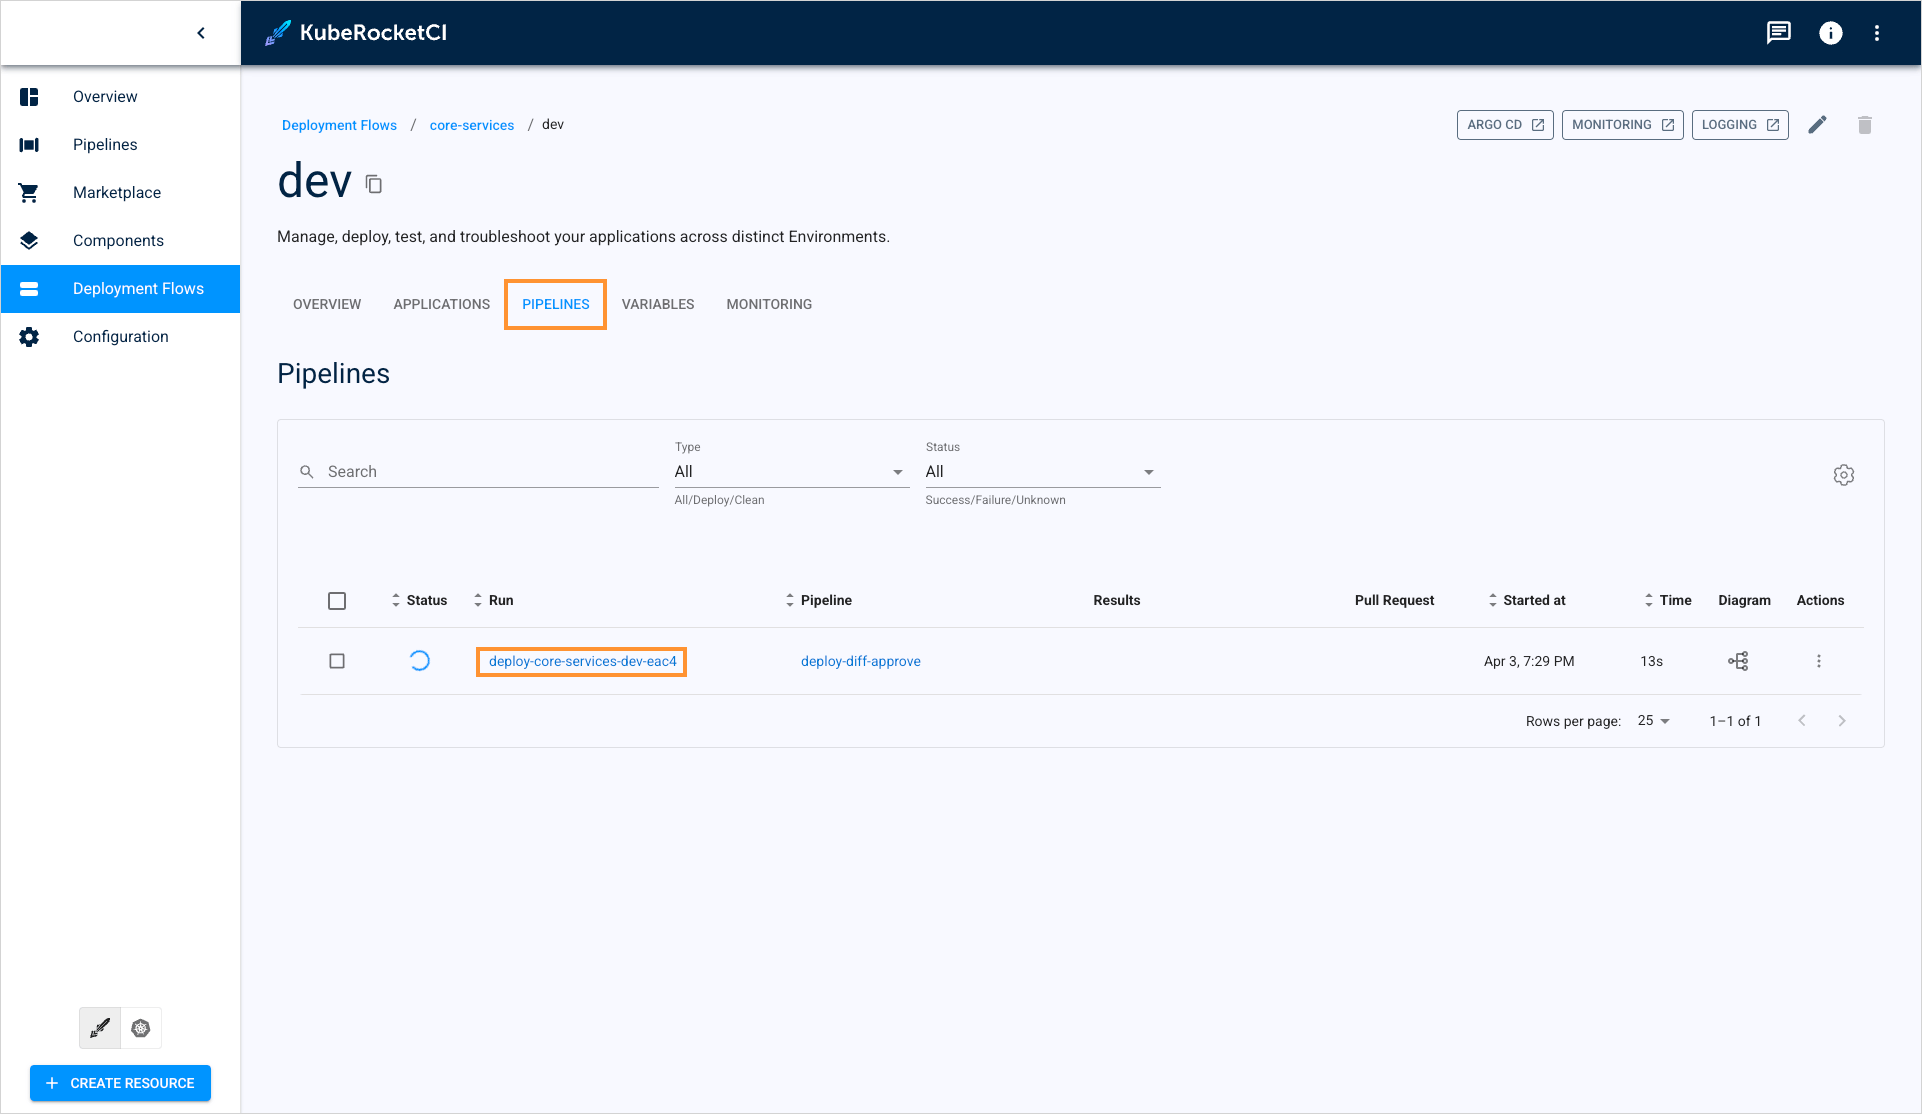 KubeRocketCI
Overview
Pipelines
Marketplace
Components
Deployment Flows
Configuration
CREATE RESOURCE
Deployment Flows / core-services / dev
ARGO CD
MONITORING
LOGGING
dev
Manage, deploy, test, and troubleshoot your applications across distinct Environments.
OVERVIEW APPLICATIONS PIPELINES VARIABLES MONITORING
Pipelines
Search
Type
All
All/Deploy/Clean
Status
All
Success/Failure/Unknown
Status Run Pipeline Results Pull Request Started at Time Diagram Actions
deploy-core-services-dev-eac4 deploy-diff-approve Apr 3, 7:29 PM 13s
Rows per page: 25 1–1 of 1